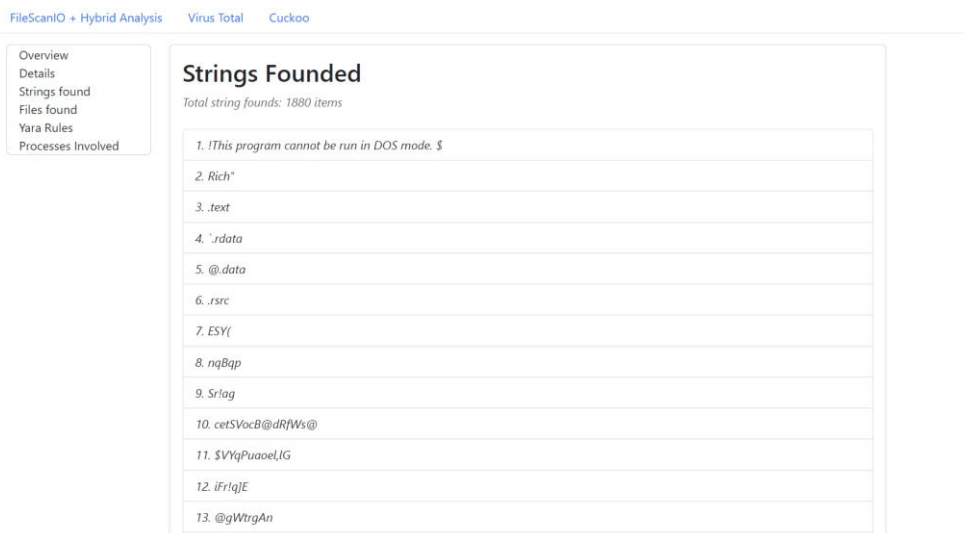 FileScanIO + Hybrid Analysis Virus Total Cuckoo
Overview
Details
Strings found
Files found
Yara Rules
Processes Involved
Strings Founded
Total string founds: 1880 items
1. !This program cannot be run in DOS mode. $
2. Rich"
3. .text
4. `.rdata
5. @.data
6. .rsrc
7. ESY(
8. nqBqp
9. Sr!ag
10. cetSVocB@dRfWs@
11. $VYqPuaoel,lG
12. iFr!q]E
13. @gWtrgAn